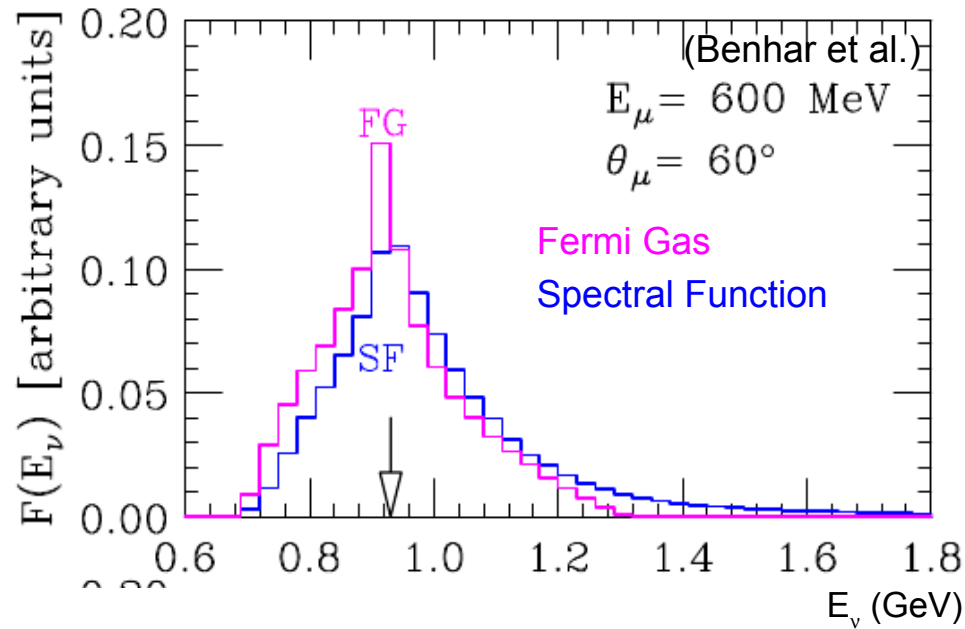 F(Eν) [arbitrary units]
0.20
0.15
0.10
0.05
0.00
(Benhar et al.)
Eμ= 600 MeV
θμ= 60°
FG
Fermi Gas
Spectral Function
SF
0.6 0.8 1.0 1.2 1.4 1.6 1.8
Eν (GeV)